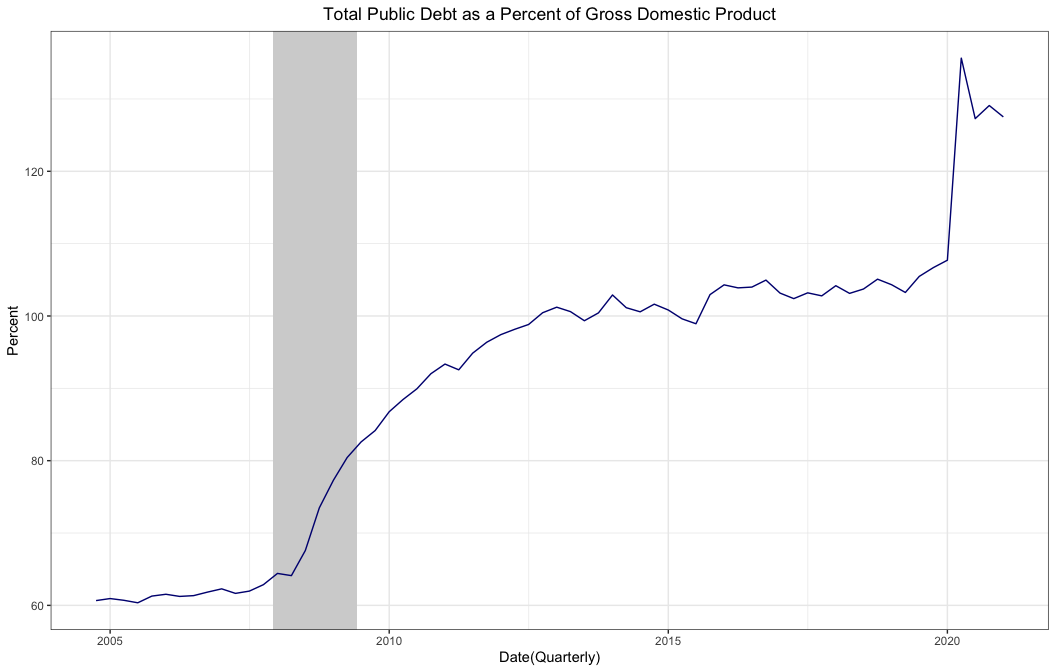 Total Public Debt as a Percent of Gross Domestic Product
Percent
120
100
80
60
2005
2010
2015
2020
Date(Quarterly)